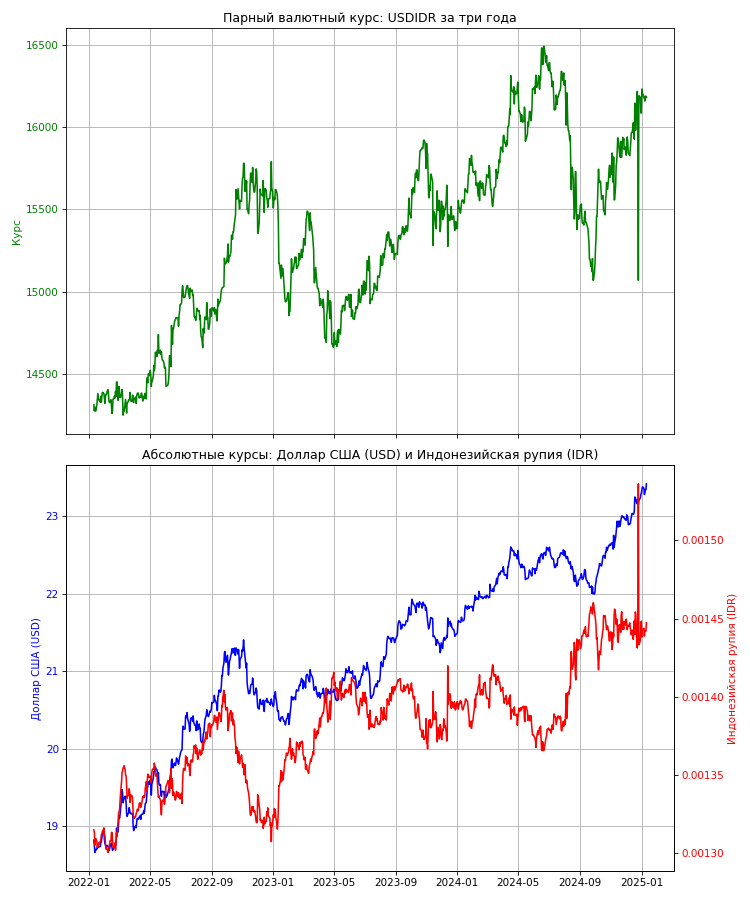 Парный валютный курс: USDIDR за три года
16500
16000
15500
15000
14500
Курс
Абсолютные курсы: Доллар США (USD) и Индонезийская рупия (IDR)
23
22
21
20
19
Доллар США (USD)
0.00150
0.00145
0.00140
0.00135
0.00130
Индонезийская рупия (IDR)
2022-01 2022-05 2022-09 2023-01 2023-05 2023-09 2024-01 2024-05 2024-09 2025-01